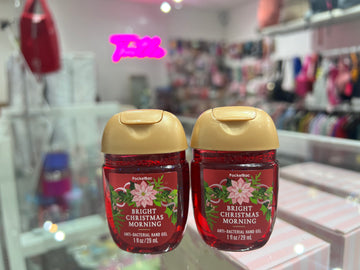 PocketBac
BRIGHT
CHRISTMAS
MORNING
ANTI-BACTERIAL HAND GEL
1 fl oz/29 mL
PocketBac
BRIGHT
CHRISTMAS
MORNING
ANTI-BACTERIAL HAND GEL
1 fl oz/29 mL